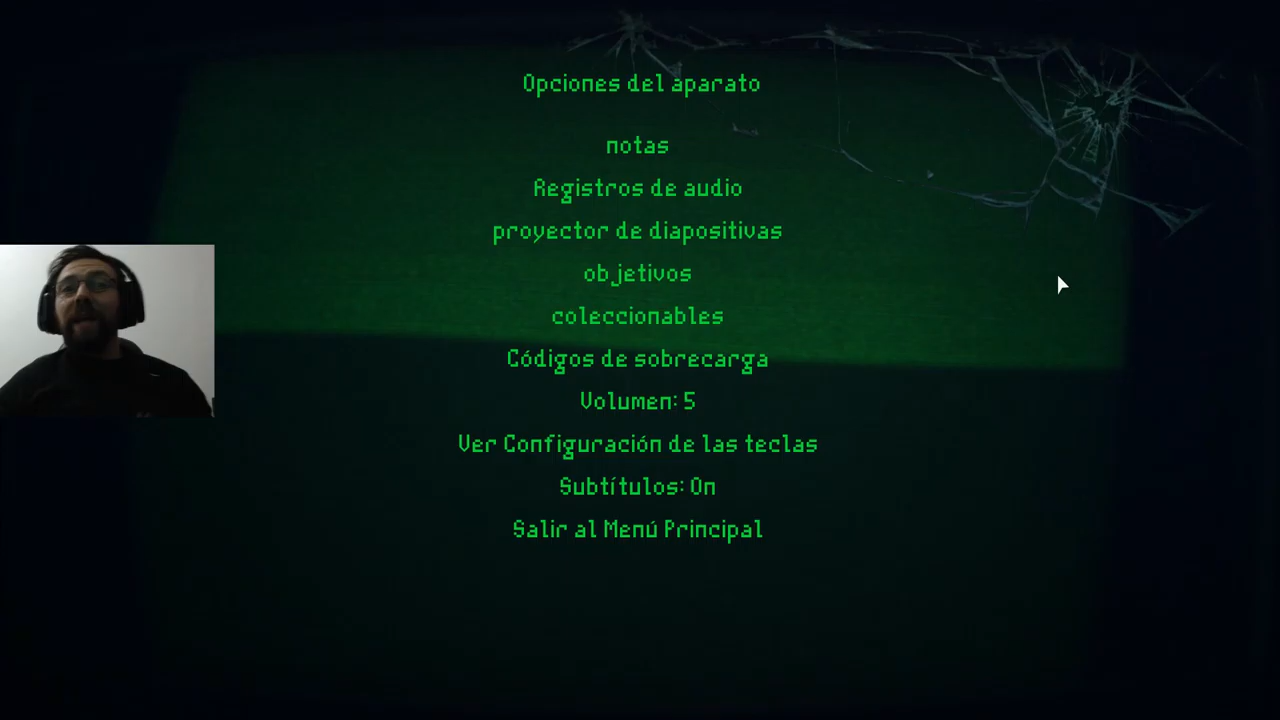 Opciones del aparato
notas
Registros de audio
proyector de diapositivas
objetivos
coleccionables
Códigos de sobrecarga
Volumen: 5
Ver Configuración de las teclas
Subtítulos: On
Salir al Menú Principal